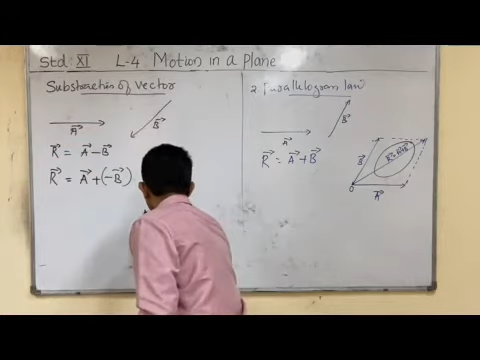 Std: XI L-4 Motion in a plane
Substraction of vector
A⃗
B⃗
R⃗ = A⃗ - B⃗
R⃗ = A⃗ + (-B⃗)
2 Parallelogram law
B⃗
A⃗
R⃗ = A⃗ + B⃗
B⃗
R⃗ = A⃗ + B⃗
O
A⃗